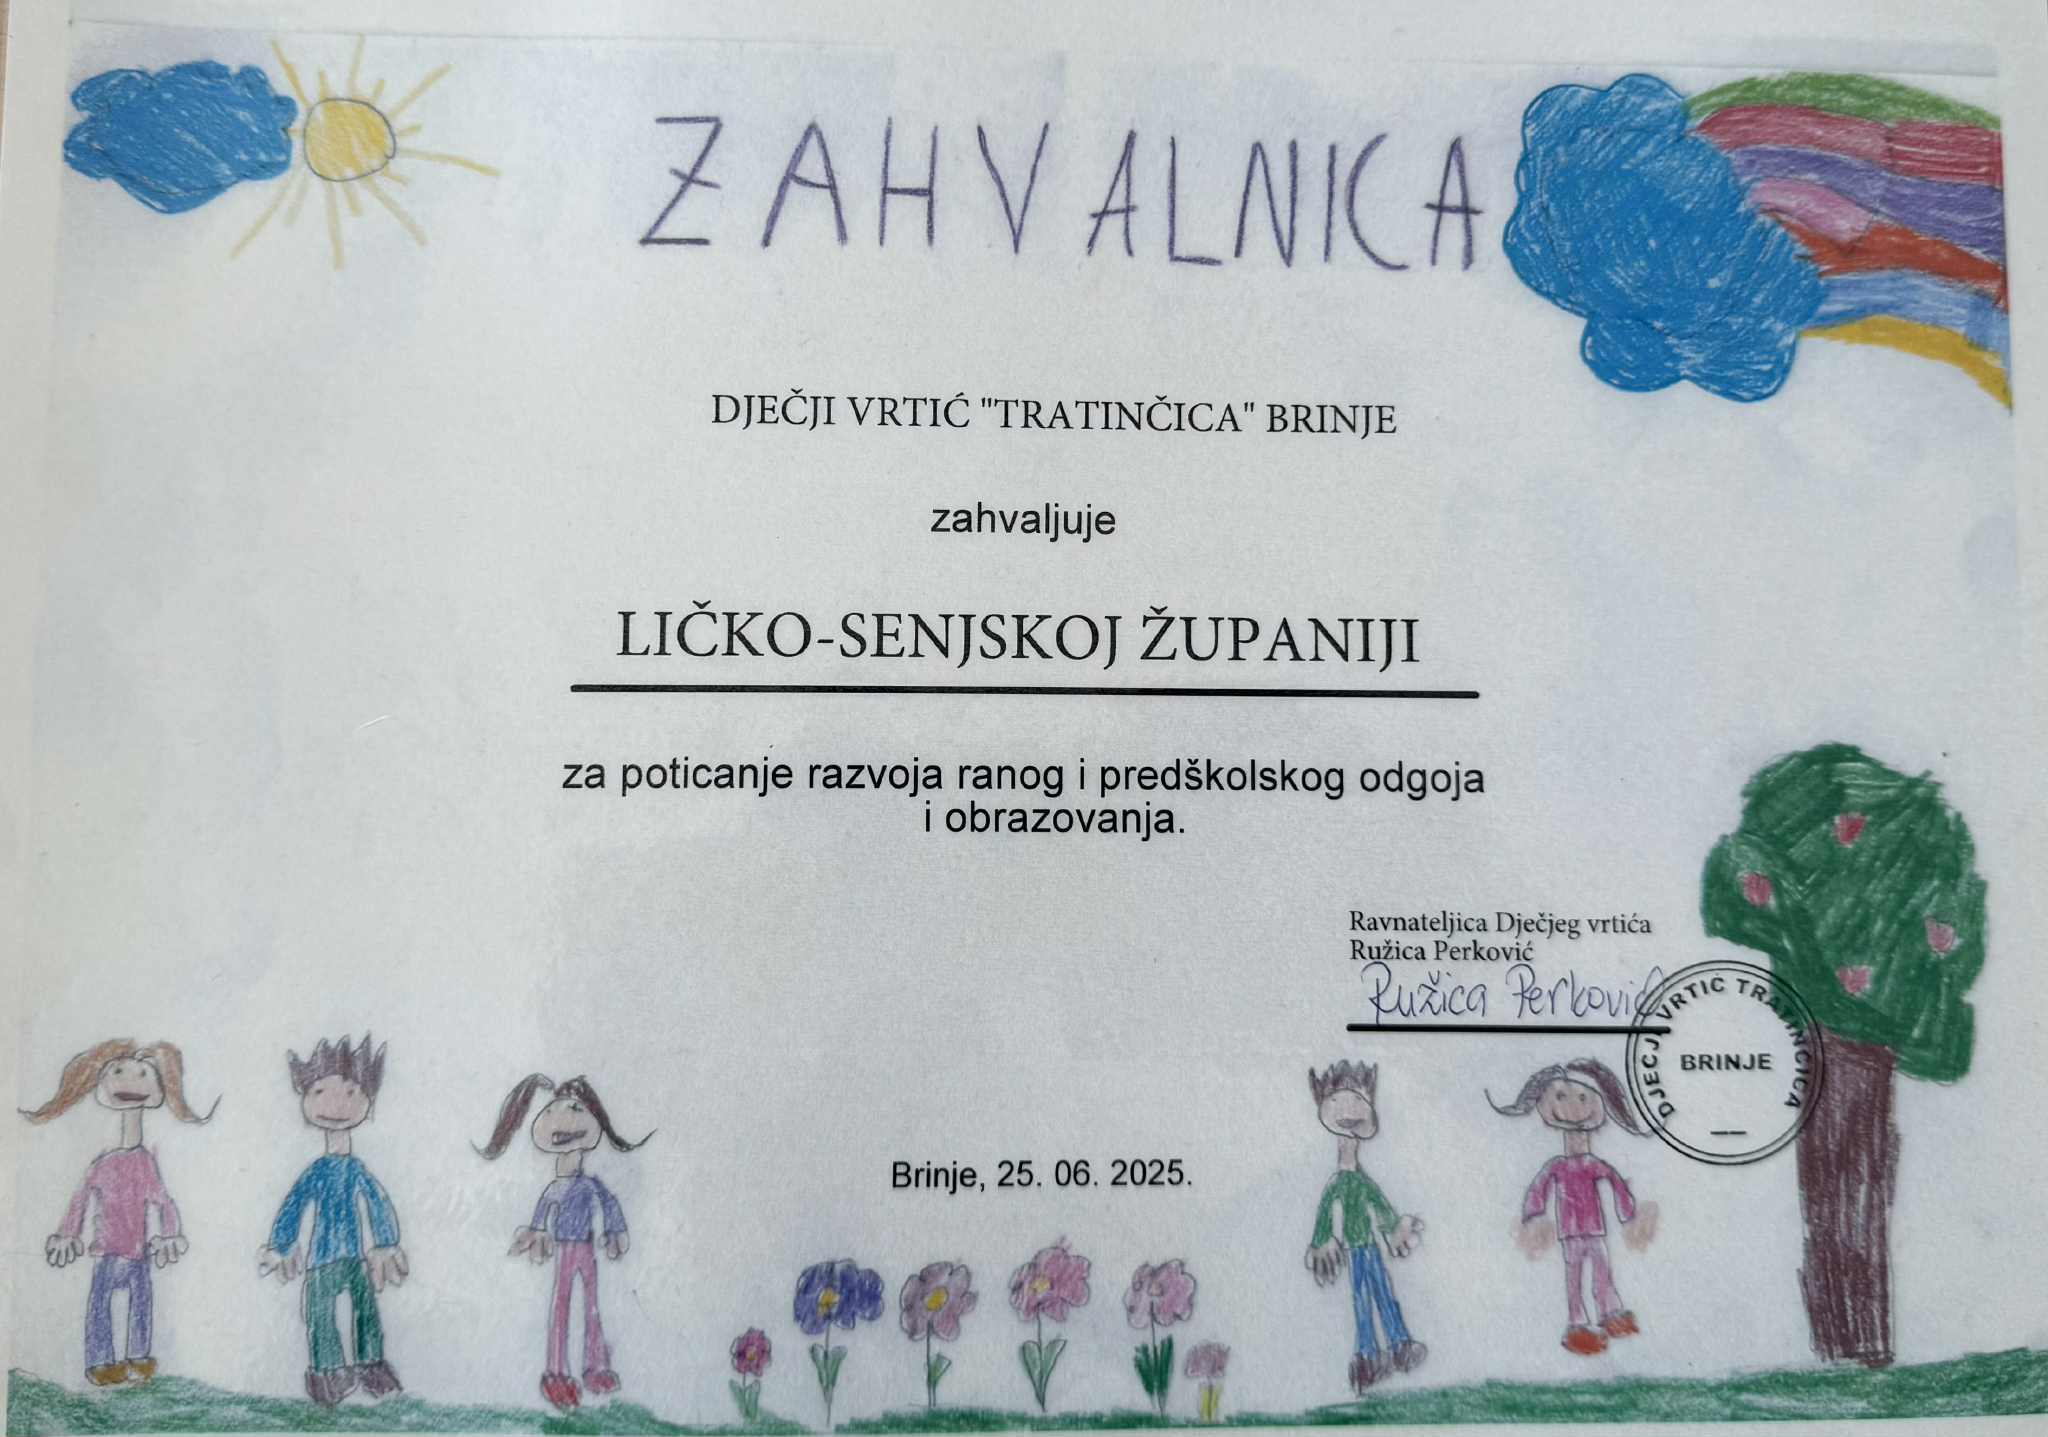 ZAHVALNICA
DJEČJI VRTIĆ "TRATINČICA" BRINJE
zahvaljuje
LIČKO-SENJSKOJ ŽUPANIJI
za poticanje razvoja ranog i predškolskog odgoja
i obrazovanja.
Ravnateljica Dječjeg vrtića
Ružica Perković
Ružica Perković
DJEČJI VRTIĆ TRATINČICA
BRINJE
Brinje, 25. 06. 2025.